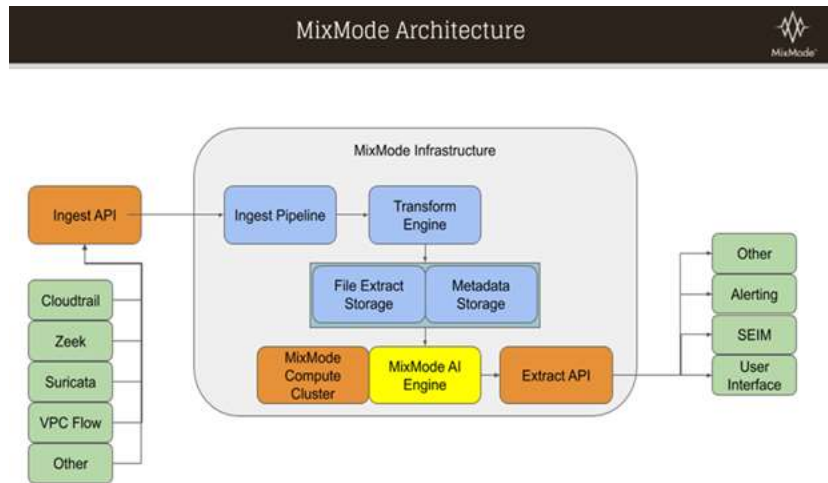 MixMode Architecture
MixMode
MixMode Infrastructure
Ingest API
Ingest Pipeline
Transform
Engine
File Extract
Storage
Metadata
Storage
MixMode
Compute
Cluster
MixMode AI
Engine
Extract API
Cloudtrail
Zeek
Suricata
VPC Flow
Other
Other
Alerting
SEIM
User
Interface